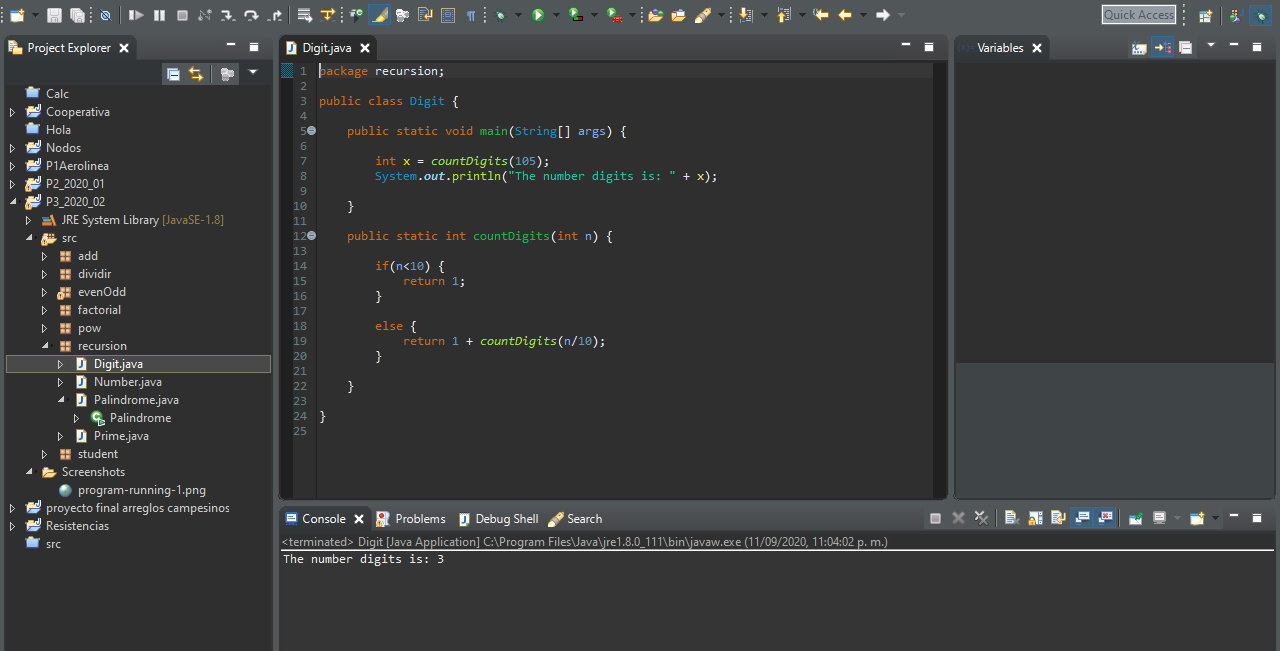 Quick Access
Project Explorer
Calc
Cooperativa
Hola
Nodos
P1Aerolinea
P2_2020_01
P3_2020_02
JRE System Library [JavaSE-1.8]
src
add
dividir
evenOdd
factorial
pow
recursion
Digit.java
Number.java
Palindrome.java
Palindrome
Prime.java
student
Screenshots
program-running-1.png
proyecto final arreglos campesinos
Resistencias
src
Digit.java
1 package recursion;
2
3 public class Digit {
4
5 public static void main(String[] args) {
6
7 int x = countDigits(105);
8 System.out.println("The number digits is: " + x);
9
10 }
11
12 public static int countDigits(int n) {
13
14 if(n<10) {
15 return 1;
16 }
17
18 else {
19 return 1 + countDigits(n/10);
20 }
21
22 }
23
24 }
25
Variables
Console Problems Debug Shell Search
<terminated> Digit [Java Application] C:\Program Files\Java\jre1.8.0_111\bin\javaw.exe (11/09/2020, 11:04:02 p. m.)
The number digits is: 3